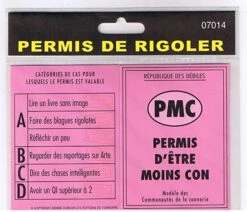 07014
PERMIS DE RIGOLER
CATÉGORIES DE CAS POUR
LESQUELS LE PERMIS EST VALABLE
Lire un livre sans image
A Faire des blagues rigolotes
Réfléchir un peu
B Regarder des reportages sur Arte
C Dire des choses intelligentes
D Avoir un QI supérieur à 2
RÉPUBLIQUE DES DÉBILES
PMC
PERMIS
D'ÊTRE
MOINS CON
Modèle des
Communautés de la connerie